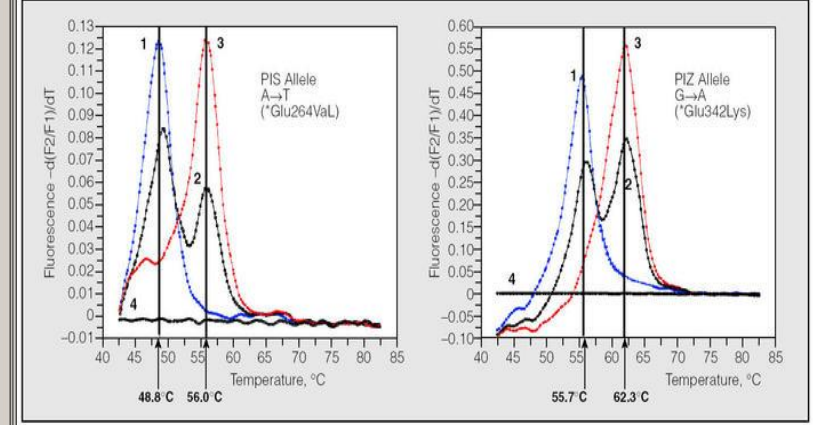 0.13
0.12
0.11
0.10
0.09
0.08
0.07
0.06
0.05
0.04
0.03
0.02
0.01
0
–0.01
Fluorescence –d(F2/F1)/dT
1
3
2
4
PIS Allele
A→T
(*Glu264VaL)
40 45 50 55 60 65 70 75 80 85
Temperature, °C
48.8°C 56.0°C
0.60
0.55
0.50
0.45
0.40
0.35
0.30
0.25
0.20
0.15
0.10
0.05
0
–0.05
–0.10
Fluorescence –d(F2/F1)/dT
1
3
2
4
PIZ Allele
G→A
(*Glu342Lys)
40 45 50 55 60 65 70 75 80 85
Temperature, °C
55.7°C 62.3°C